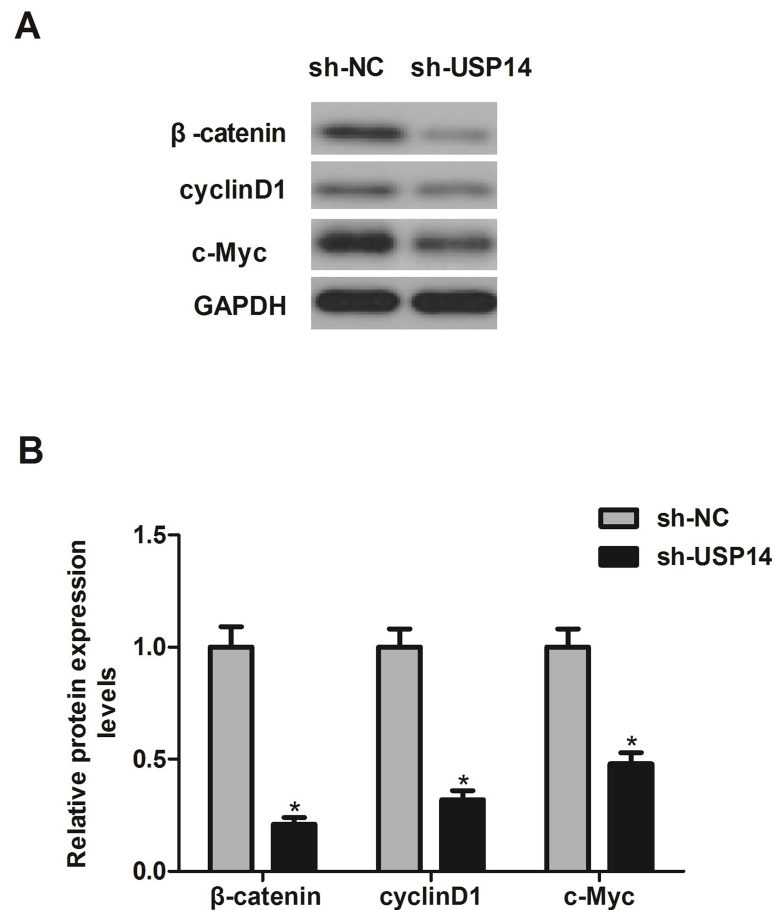 A
sh-NC sh-USP14
β -catenin
cyclinD1
c-Myc
GAPDH
B
sh-NC
sh-USP14
Relative protein expression
levels
1.5
1.0
0.5
0.0
*
*
*
β-catenin cyclinD1 c-Myc